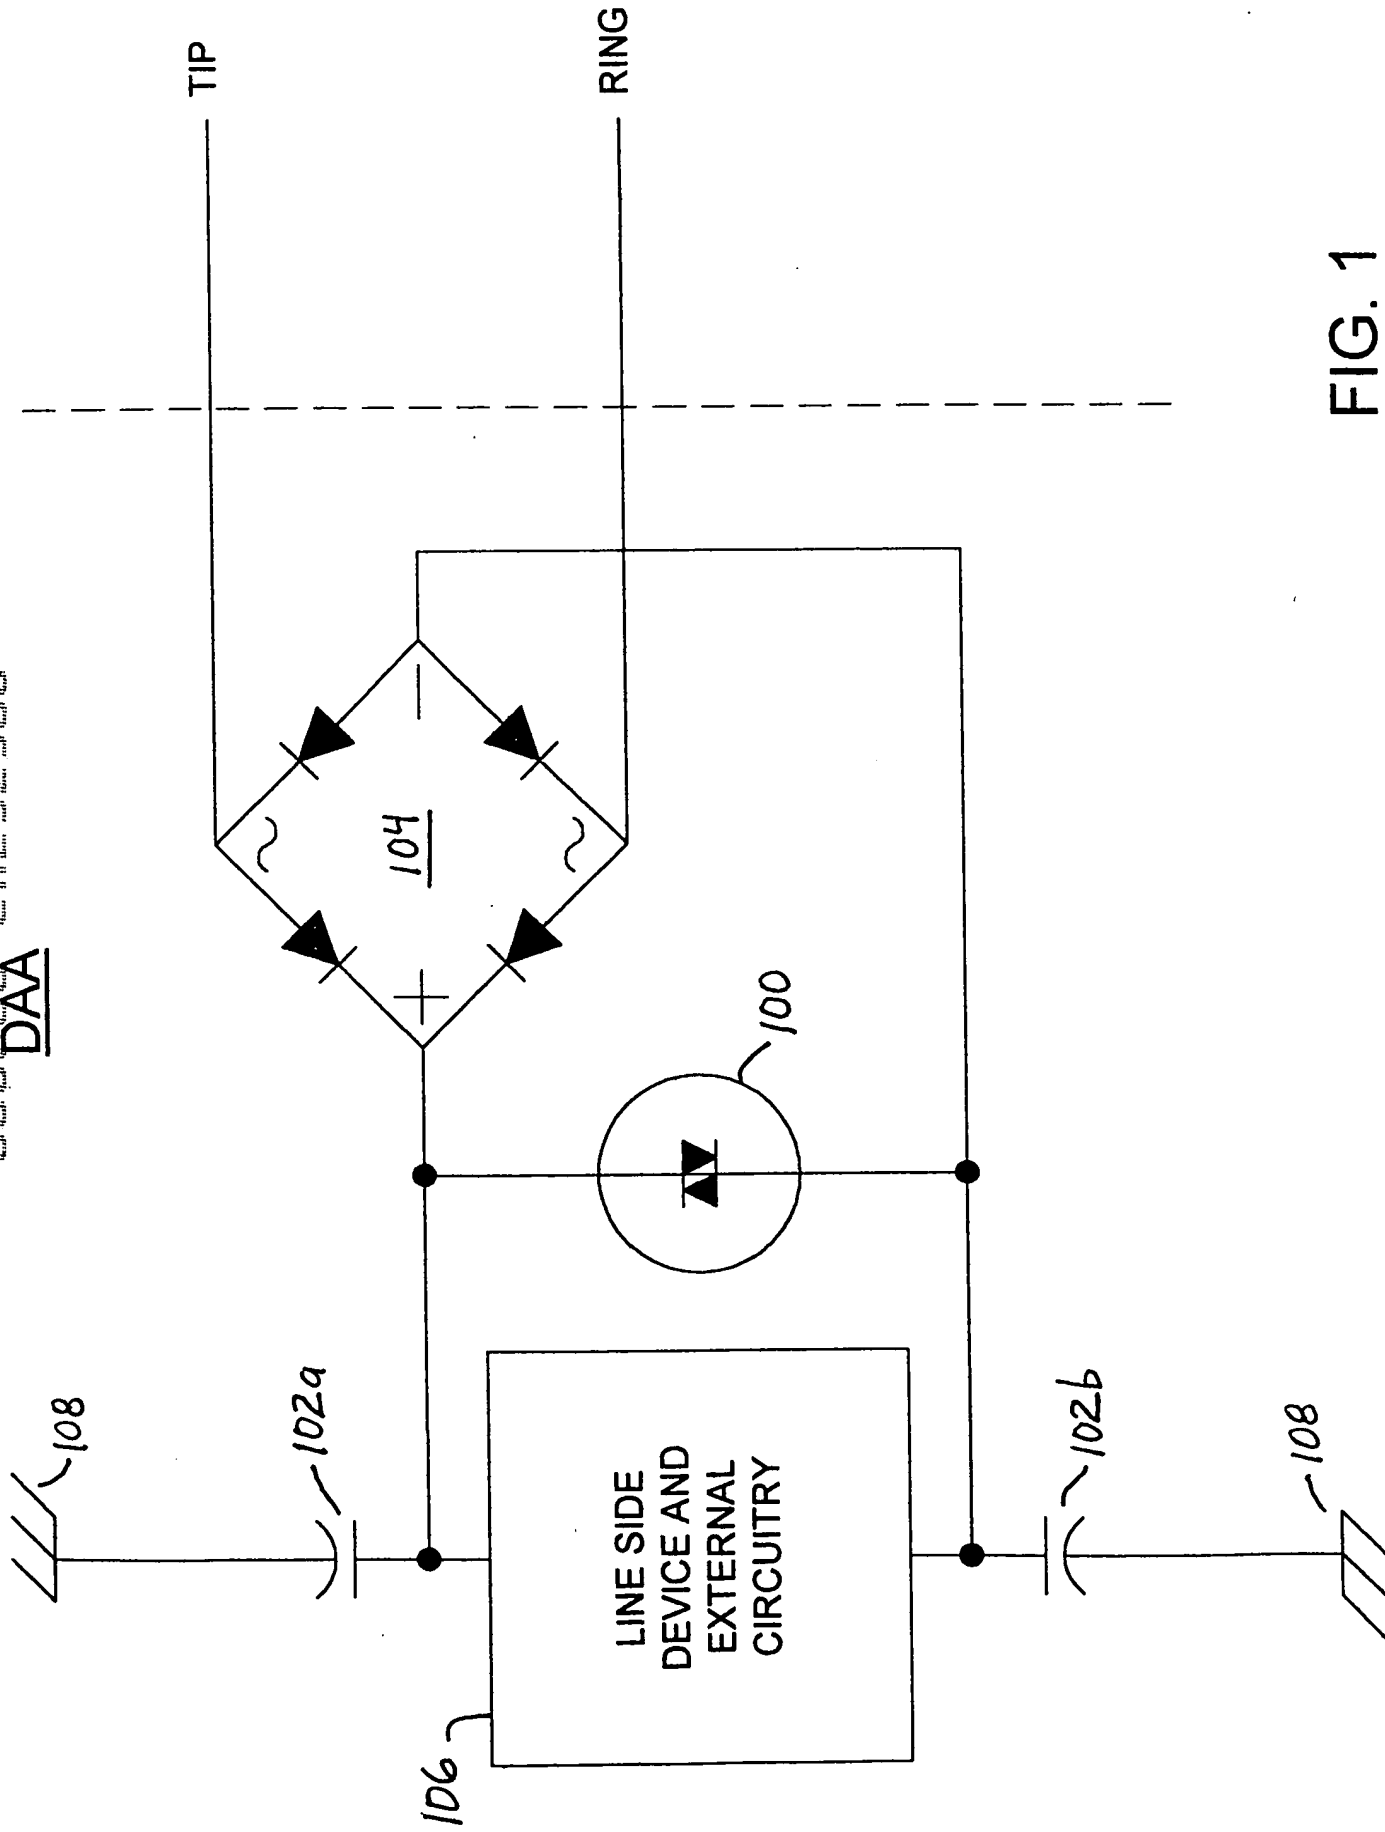 DAA
TIP
RING
104
100
108
102a
LINE SIDE
DEVICE AND
EXTERNAL
CIRCUITRY
106
102b
108
FIG. 1